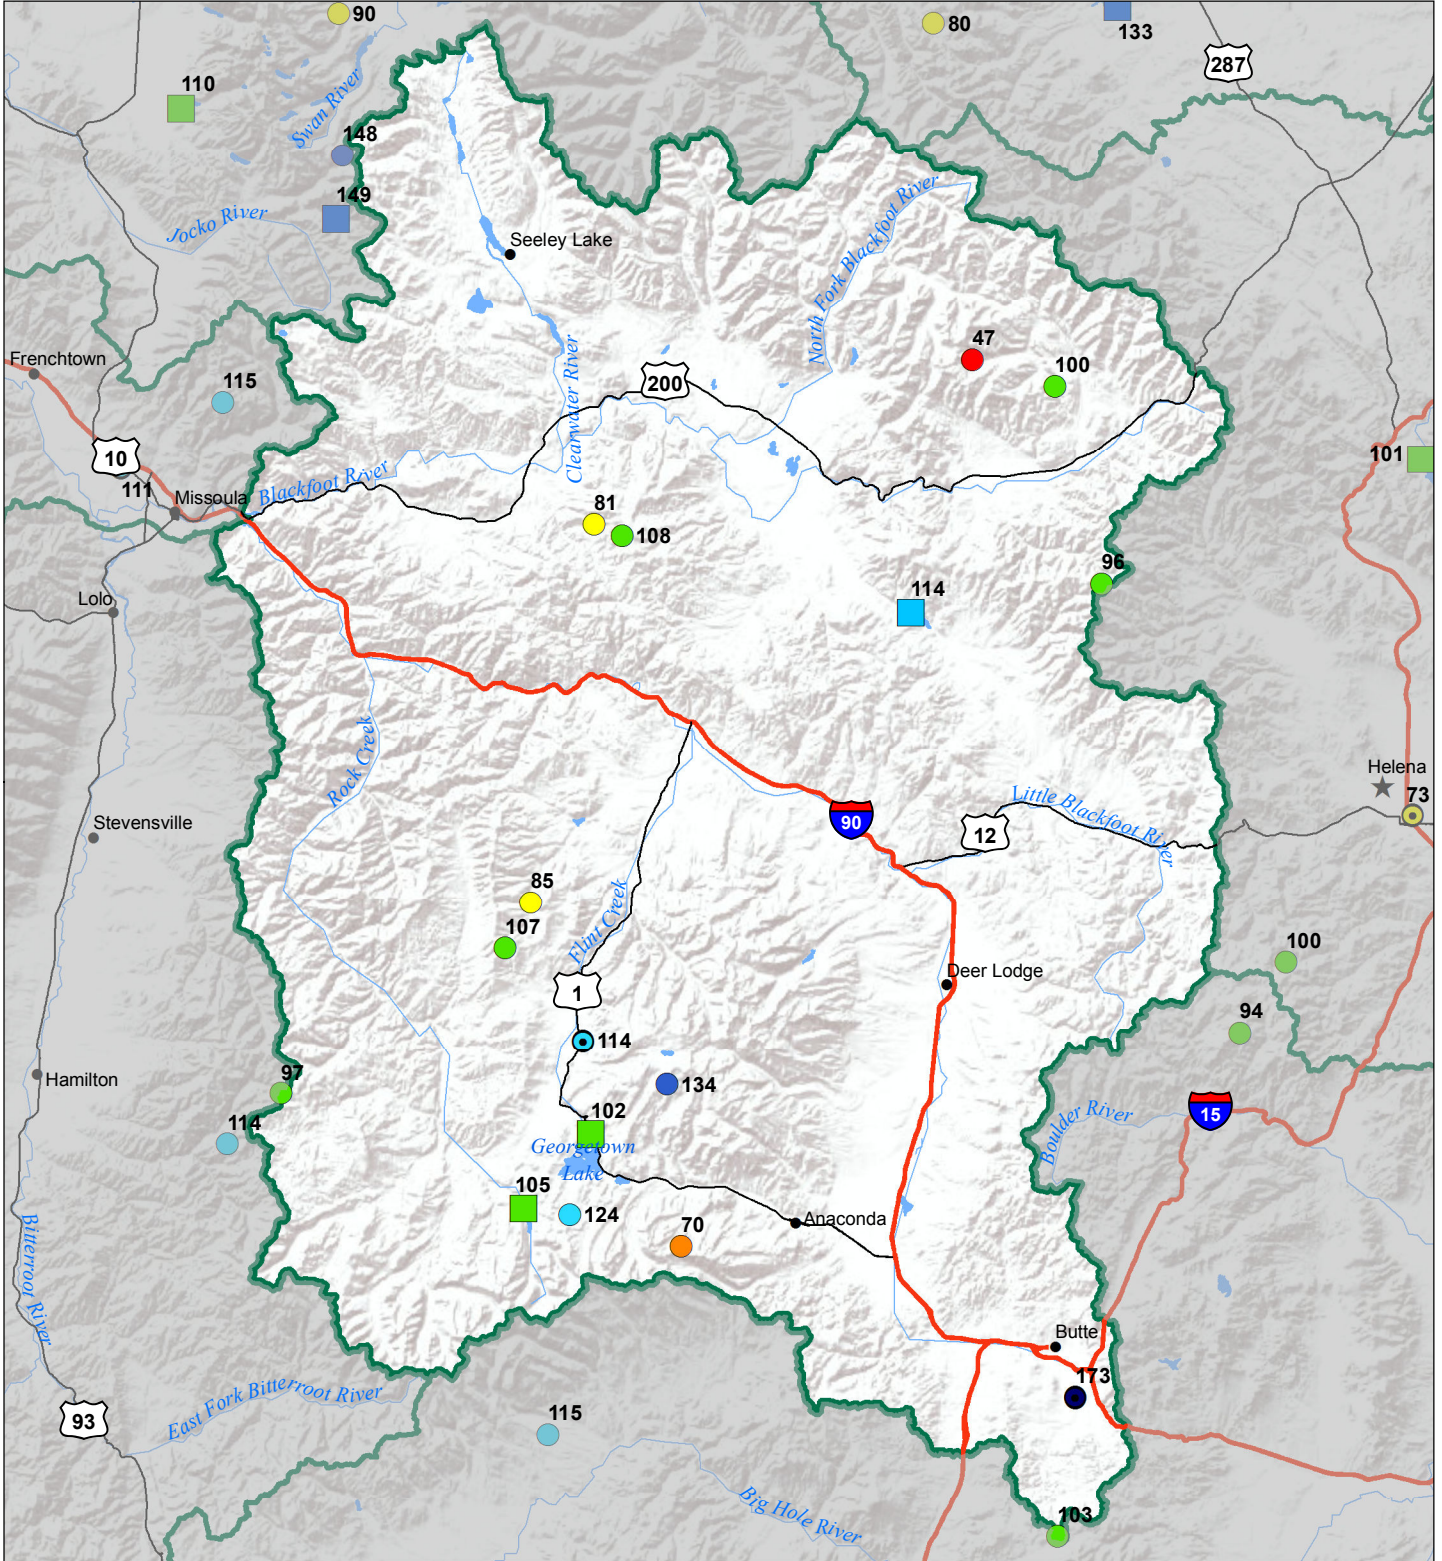 90
80
133
287
110
Swan River
148
149
Jocko River
Seeley Lake
North Fork Blackfoot River
47
100
Frenchtown
115
200
Clearwater River
10
111
Missoula
Blackfoot River
101
81
108
96
114
Lolo
Rock Creek
Helena
73
Stevensville
90
12
Little Blackfoot River
85
107
Flint Creek
1
Deer Lodge
100
94
114
Hamilton
97
134
102
114
Georgetown
Lake
15
Boulder River
105
124
70
Anaconda
Bitterroot River
Butte
173
East Fork Bitterroot River
93
115
Big Hole River
103